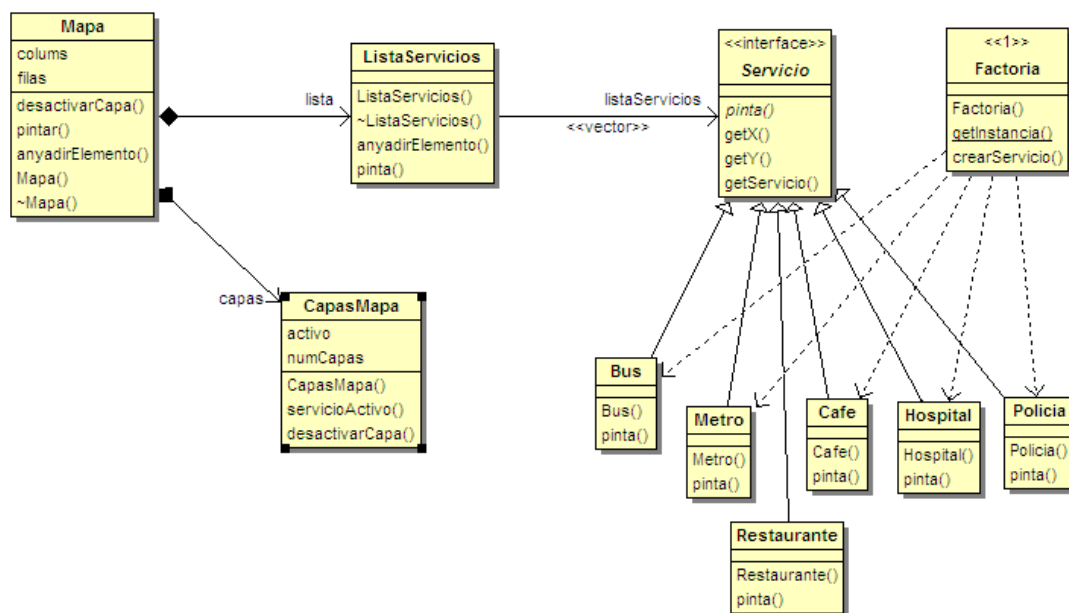 Mapa
colums
filas
desactivarCapa()
pintar()
anyadirElemento()
Mapa()
~Mapa()
lista
ListaServicios
ListaServicios()
~ListaServicios()
anyadirElemento()
pinta()
listaServicios
<<vector>>
<<interface>>
Servicio
pinta()
getX()
getY()
getServicio()
<<1>>
Factoria
Factoria()
getInstancia()
crearServicio()
capas
CapasMapa
activo
numCapas
CapasMapa()
servicioActivo()
desactivarCapa()
Bus
Bus()
pinta()
Metro
Metro()
pinta()
Cafe
Cafe()
pinta()
Hospital
Hospital()
pinta()
Policia
Policia()
pinta()
Restaurante
Restaurante()
pinta()